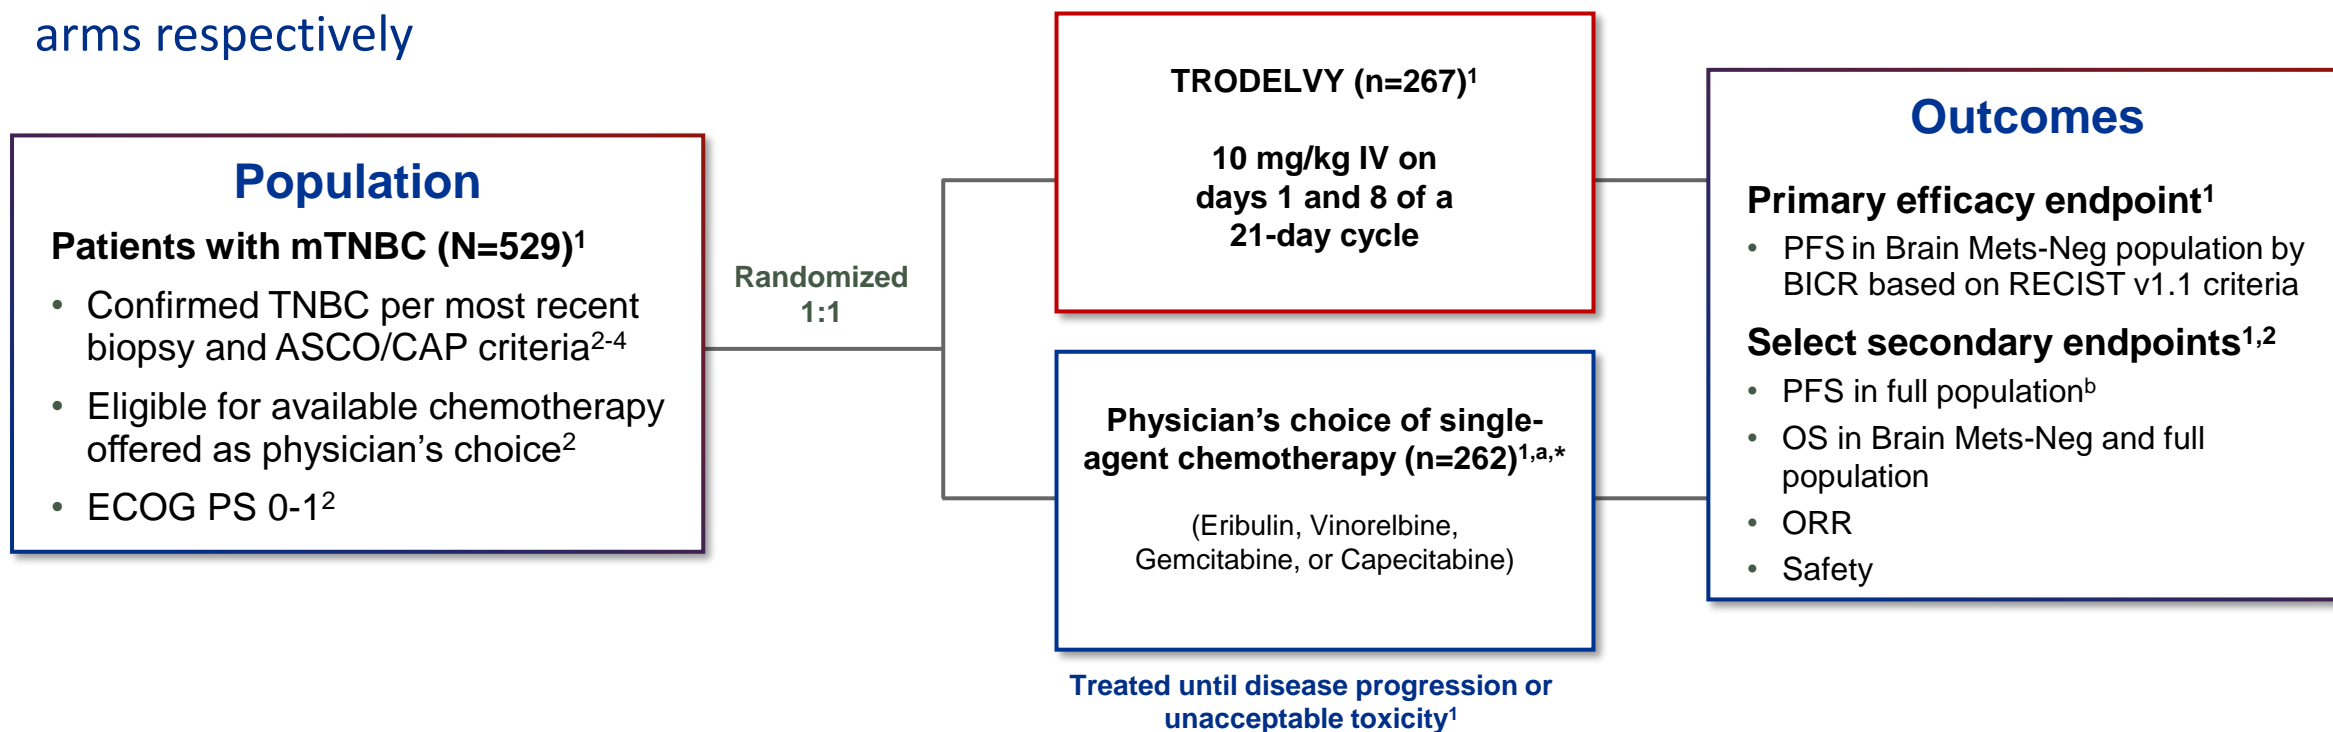 arms respectively
Population
Patients with mTNBC (N=529)1
• Confirmed TNBC per most recent
biopsy and ASCO/CAP criteria2-4
• Eligible for available chemotherapy
offered as physician’s choice2
• ECOG PS 0-12
Randomized
1:1
TRODELVY (n=267)1
10 mg/kg IV on
days 1 and 8 of a
21-day cycle
Physician’s choice of single-
agent chemotherapy (n=262)1,a,*
(Eribulin, Vinorelbine,
Gemcitabine, or Capecitabine)
Treated until disease progression or
unacceptable toxicity1
Outcomes
Primary efficacy endpoint1
• PFS in Brain Mets-Neg population by
BICR based on RECIST v1.1 criteria
Select secondary endpoints1,2
• PFS in full populationb
• OS in Brain Mets-Neg and full
population
• ORR
• Safety